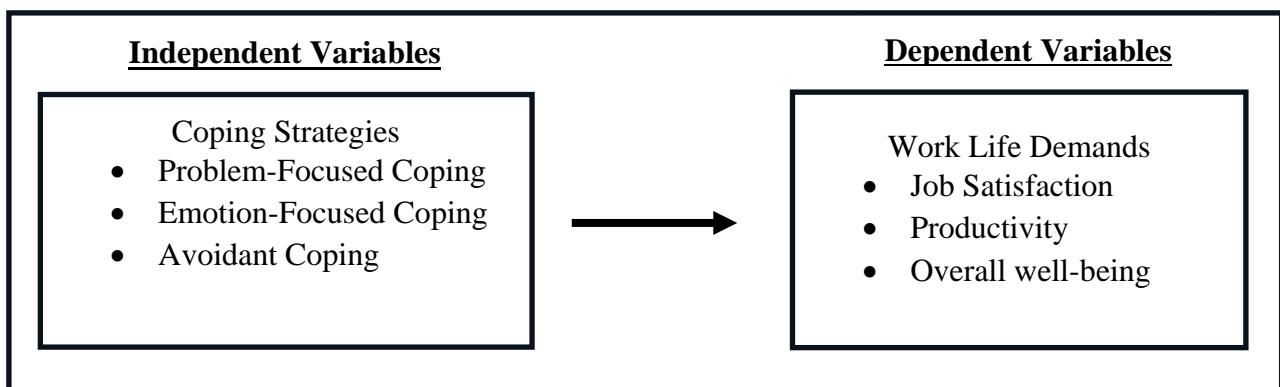 Independent Variables
Coping Strategies
• Problem-Focused Coping
• Emotion-Focused Coping
• Avoidant Coping
Dependent Variables
Work Life Demands
• Job Satisfaction
• Productivity
• Overall well-being